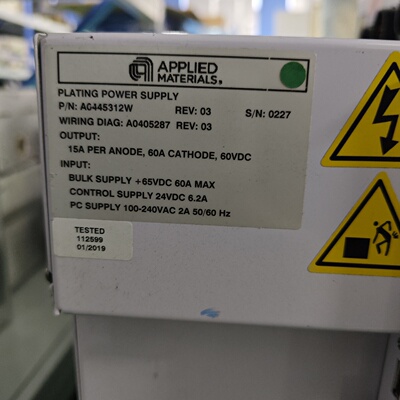 APPLIED
MATERIALS®
PLATING POWER SUPPLY
P/N: A0445312W REV: 03 S/N: 0227
WIRING DIAG: A0405287 REV: 03
OUTPUT:
15A PER ANODE, 60A CATHODE, 60VDC
INPUT:
BULK SUPPLY +65VDC 60A MAX
CONTROL SUPPLY 24VDC 6.2A
PC SUPPLY 100-240VAC 2A 50/60 Hz
TESTED
112599
01/2019